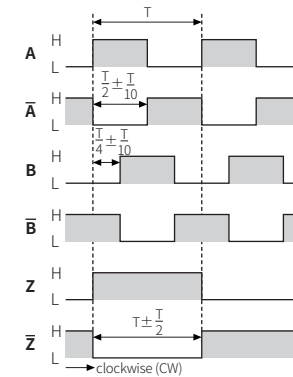 T
A H
L
T/2 ± T/10
A̅ H
L
T/4 ± T/10
B H
L
B̅ H
L
Z H
L
T ± T/2
Z̅ H
L
clockwise (CW)